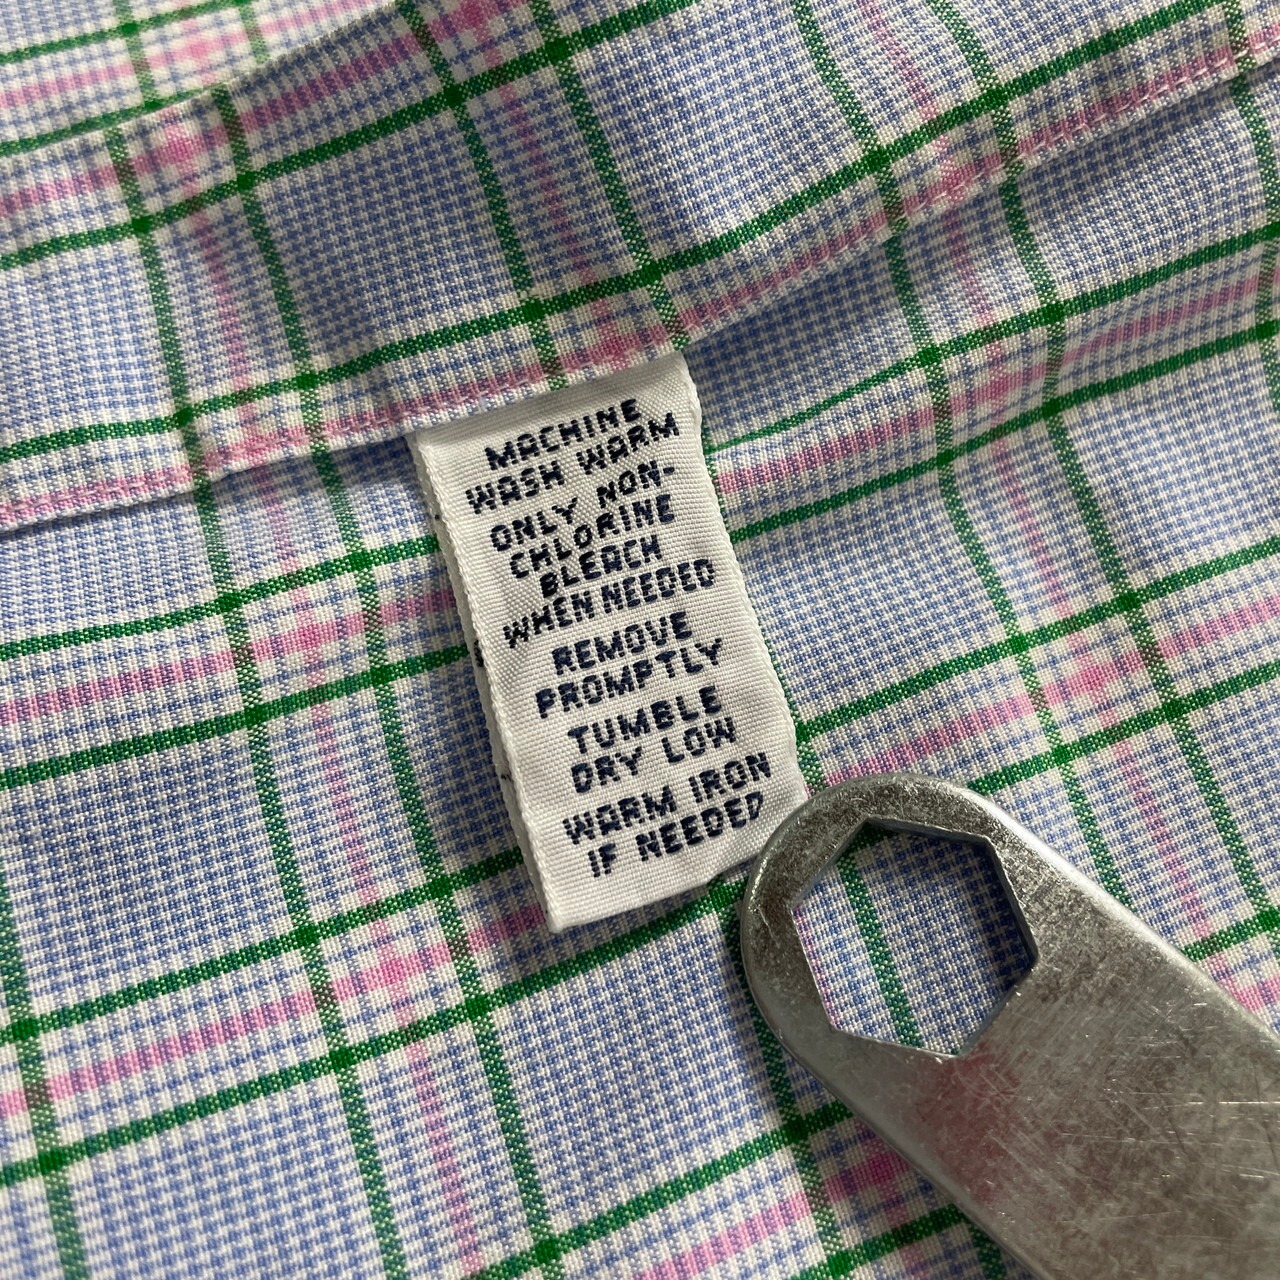 MACHINE
WASH WARM
ONLY NON-
CHLORINE
BLEACH
WHEN NEEDED
REMOVE
PROMPTLY
TUMBLE
DRY LOW
WARM IRON
IF NEEDED